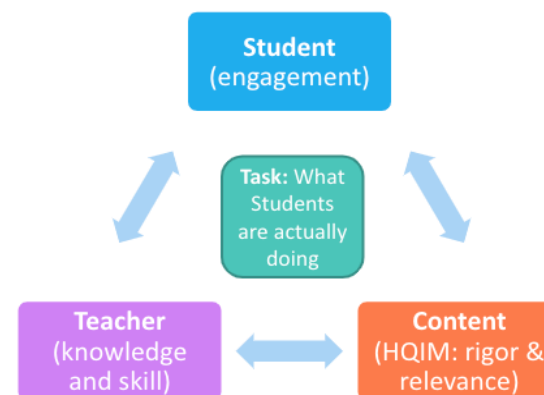 Student
(engagement)
Task: What
Students
are actually
doing
Teacher
(knowledge
and skill)
Content
(HQIM: rigor &
relevance)